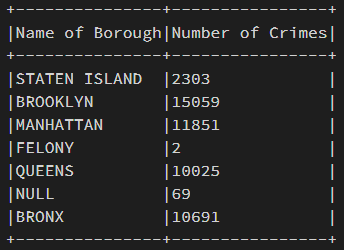 +---------------+----------------+
|Name of Borough|Number of Crimes|
+---------------+----------------+
|STATEN ISLAND  |2303            |
|BROOKLYN       |15059           |
|MANHATTAN      |11851           |
|FELONY         |2               |
|QUEENS         |10025           |
|NULL           |69              |
|BRONX          |10691           |
+---------------+----------------+